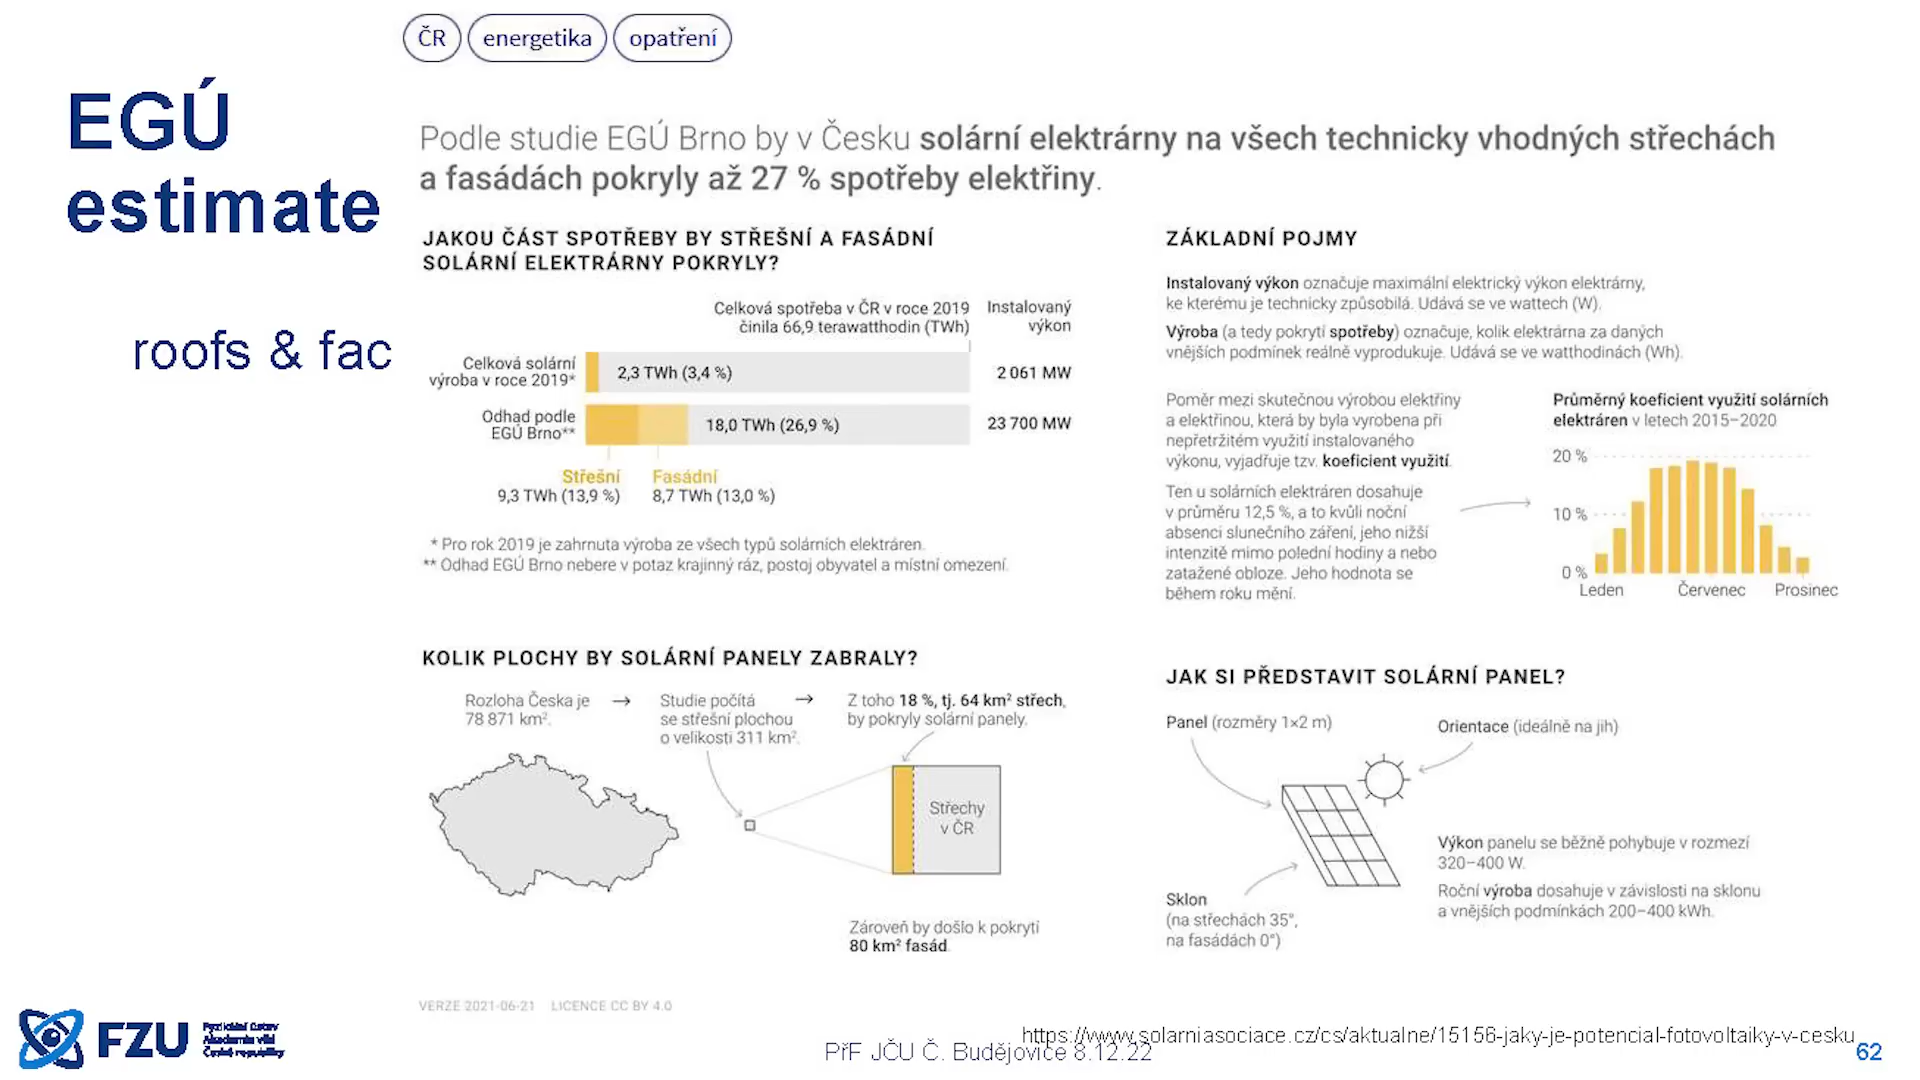 ČR energetika opatření
EGÚ
estimate
roofs & fac
Podle studie EGÚ Brno by v Česku solární elektrárny na všech technicky vhodných střechách
a fasádách pokryly až 27 % spotřeby elektřiny.
JAKOU ČÁST SPOTŘEBY BY STŘEŠNÍ A FASÁDNÍ
SOLÁRNÍ ELEKTRÁRNY POKRYLY?
Celková spotřeba v ČR v roce 2019
činila 66,9 terawatthodin (TWh)
Instalovaný
výkon
Celková solární
výroba v roce 2019*
2,3 TWh (3,4 %)
2 061 MW
Odhad podle
EGÚ Brno**
18,0 TWh (26,9 %)
23 700 MW
Střešní
9,3 TWh (13,9 %)
Fasádní
8,7 TWh (13,0 %)
* Pro rok 2019 je zahrnuta výroba ze všech typů solárních elektráren.
** Odhad EGÚ Brno nebere v potaz krajinný ráz, postoj obyvatel a místní omezení.
ZÁKLADNÍ POJMY
Instalovaný výkon označuje maximální elektrický výkon elektrárny,
ke kterému je technicky způsobilá. Udává se ve wattech (W).
Výroba (a tedy pokrytí spotřeby) označuje, kolik elektrárna za daných
vnějších podmínek reálně vyprodukuje. Udává se ve watthodinách (Wh).
Poměr mezi skutečnou výrobou elektřiny
a elektřinou, která by byla vyrobena při
nepřetržitém využití instalovaného
výkonu, vyjadřuje tzv. koeficient využití.
Ten u solárních elektráren dosahuje
v průměru 12,5 %, a to kvůli noční
absenci slunečního záření, jeho nižší
intenzitě mimo polední hodiny a nebo
zatažené obloze. Jeho hodnota se
během roku mění.
Průměrný koeficient využití solárních
elektráren v letech 2015–2020
20 %
10 %
0 %
Leden
Červenec
Prosinec
KOLIK PLOCHY BY SOLÁRNÍ PANELY ZABRALY?
Rozloha Česka je
78 871 km².
Studie počítá
se střešní plochou
o velikosti 311 km².
Z toho 18 %, tj. 64 km² střech,
by pokryly solární panely.
Střechy
v ČR
Zároveň by došlo k pokrytí
80 km² fasád.
JAK SI PŘEDSTAVIT SOLÁRNÍ PANEL?
Panel (rozměry 1×2 m)
Orientace (ideálně na jih)
Sklon
(na střechách 35°,
na fasádách 0°)
Výkon panelu se běžně pohybuje v rozmezí
320–400 W.
Roční výroba dosahuje v závislosti na sklonu
a vnějších podmínkách 200–400 kWh.
VERZE 2021-06-21 LICENCE CC BY 4.0
FZU
Fyzikální ústav
Akademie věd
České republiky
https://www.solarniasociace.cz/cs/aktualne/15156-jaky-je-potencial-fotovoltaiky-v-cesku
PřF JČU Č. Budějovice 8.12.22
62